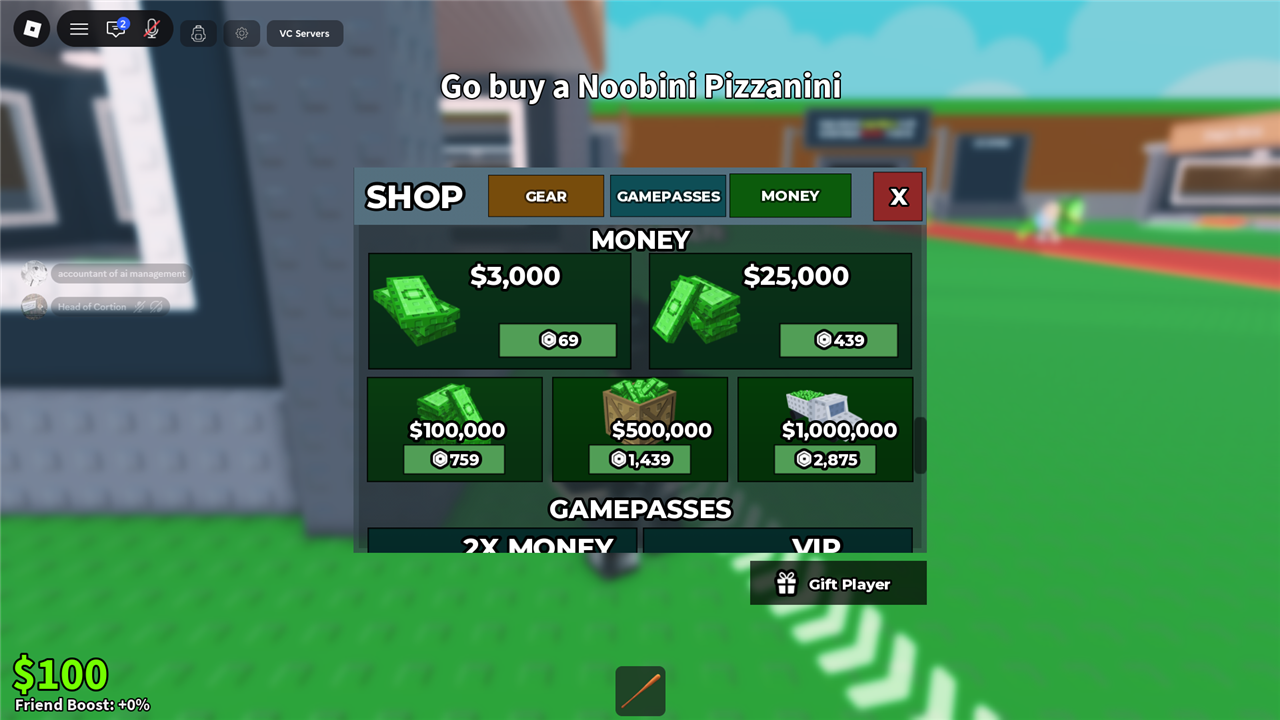 2
VC Servers
Go buy a Noobini Pizzanini
SHOP
GEAR
GAMEPASSES
MONEY
X
MONEY
$3,000
69
$25,000
439
accountant of ai management
Head of Cortion
$100,000
759
$500,000
1,439
$1,000,000
2,875
GAMEPASSES
2X MONEY
VIP
Gift Player
$100
Friend Boost: +0%